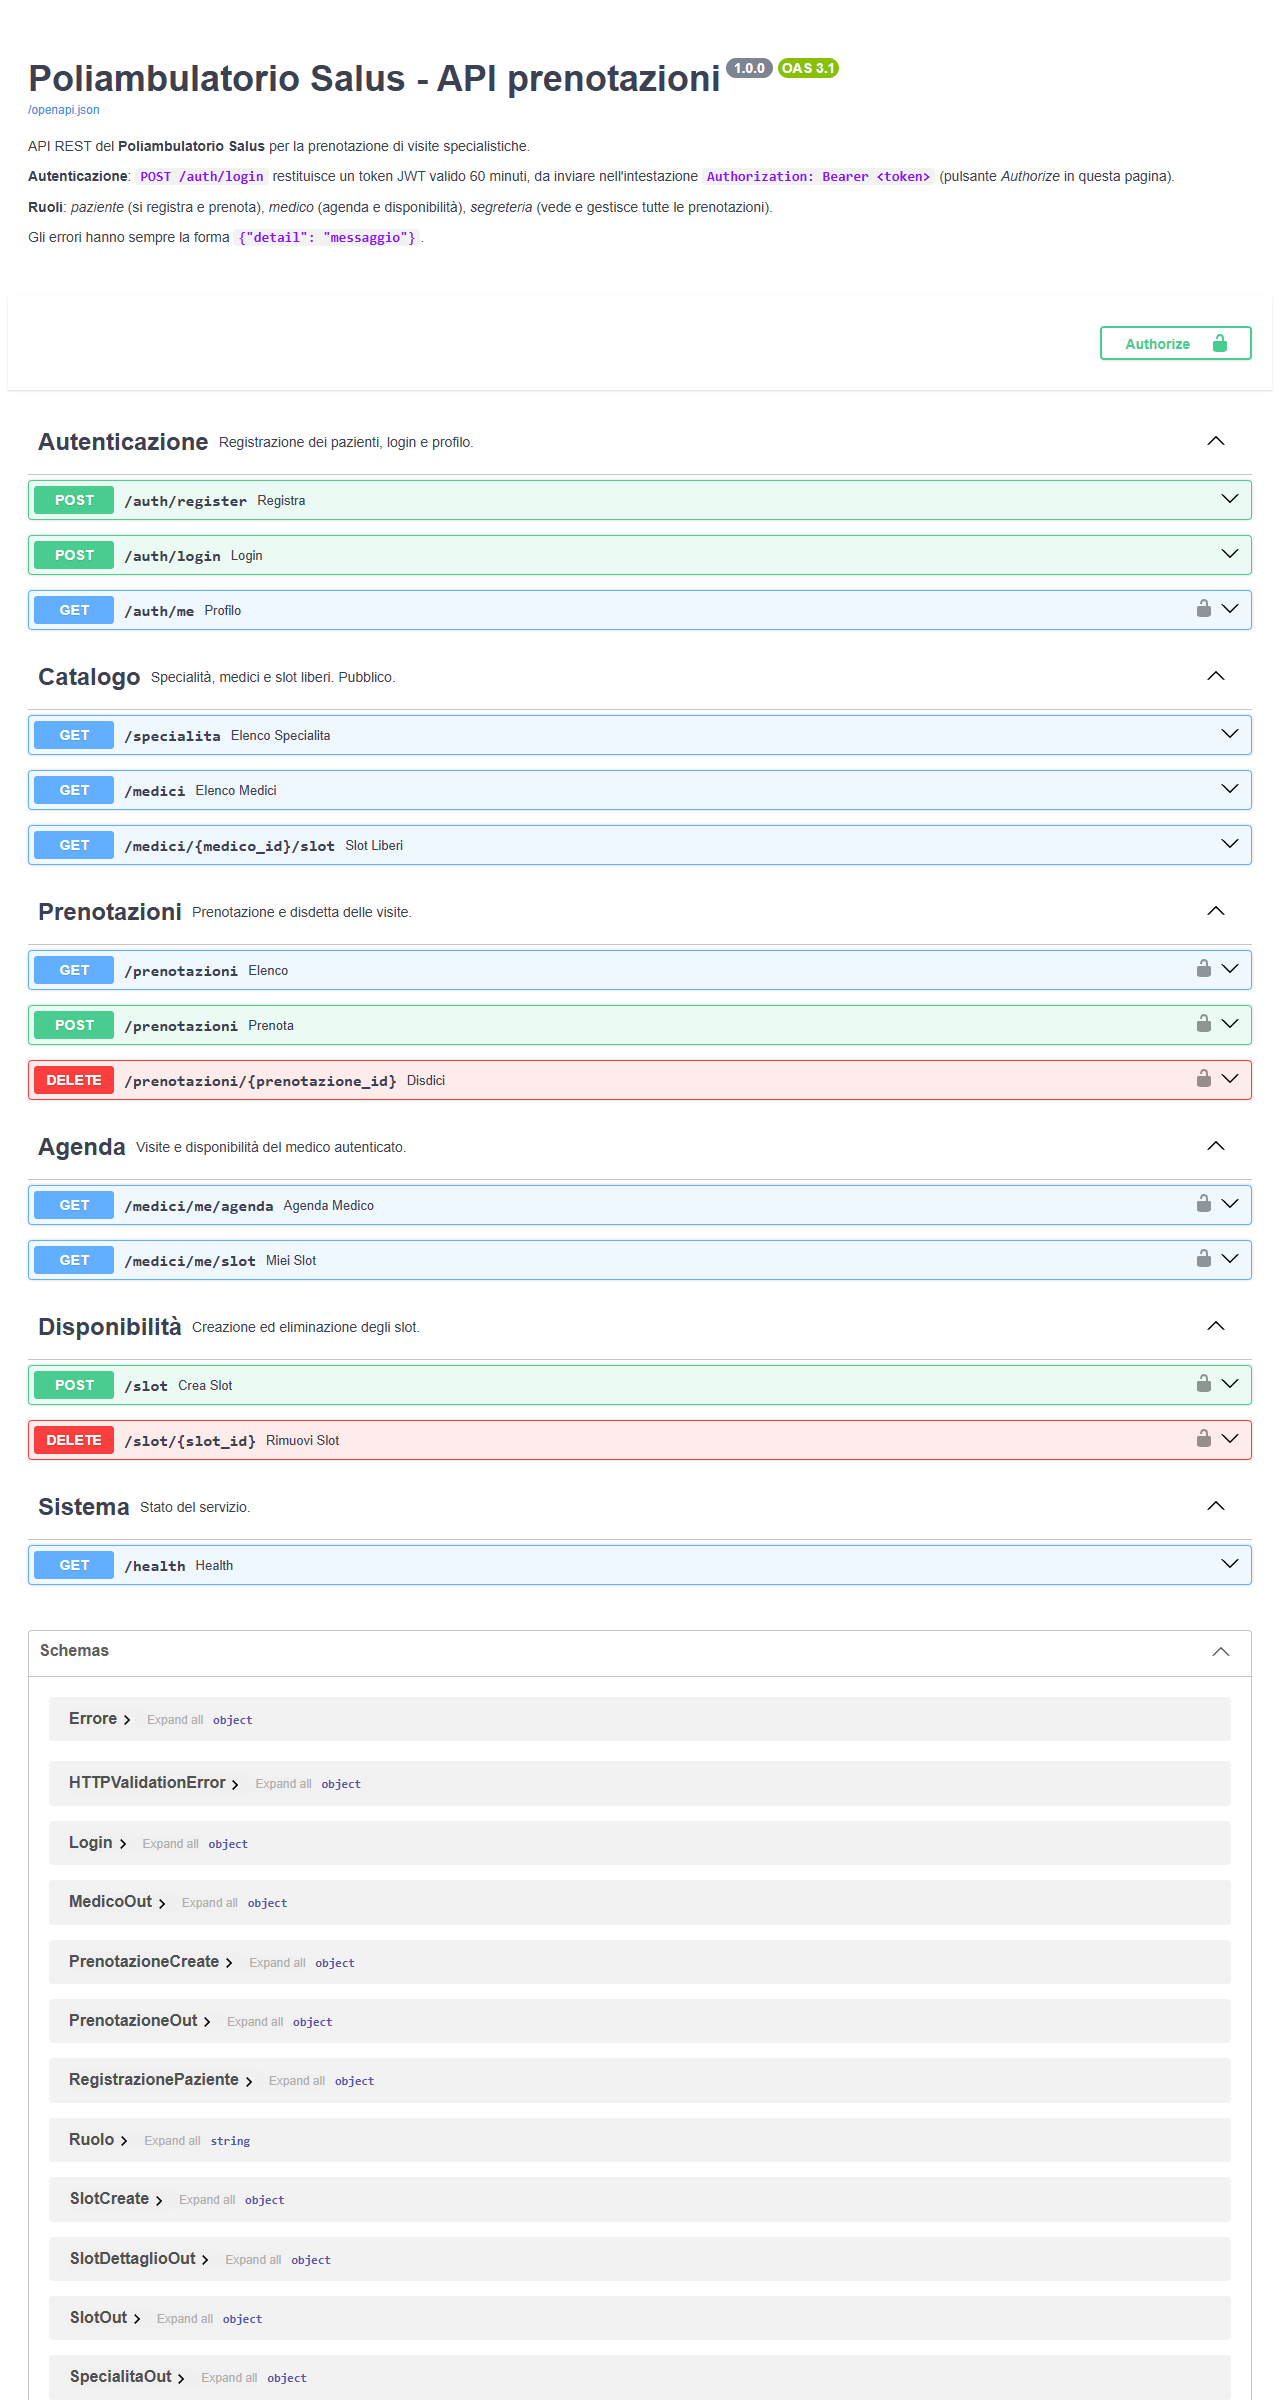 Poliambulatorio Salus - API prenotazioni 1.0.0 OAS 3.1
/openapi.json
API REST del Poliambulatorio Salus per la prenotazione di visite specialistiche.
Autenticazione: POST /auth/login restituisce un token JWT valido 60 minuti, da inviare nell'intestazione Authorization: Bearer <token> (pulsante Authorize in questa pagina).
Ruoli: paziente (si registra e prenota), medico (agenda e disponibilità), segreteria (vede e gestisce tutte le prenotazioni).
Gli errori hanno sempre la forma {"detail": "messaggio"}.
Authorize
Autenticazione Registrazione dei pazienti, login e profilo.
POST /auth/register Registra
POST /auth/login Login
GET /auth/me Profilo
Catalogo Specialità, medici e slot liberi. Pubblico.
GET /specialita Elenco Specialita
GET /medici Elenco Medici
GET /medici/{medico_id}/slot Slot Liberi
Prenotazioni Prenotazione e disdetta delle visite.
GET /prenotazioni Elenco
POST /prenotazioni Prenota
DELETE /prenotazioni/{prenotazione_id} Disdici
Agenda Visite e disponibilità del medico autenticato.
GET /medici/me/agenda Agenda Medico
GET /medici/me/slot Miei Slot
Disponibilità Creazione ed eliminazione degli slot.
POST /slot Crea Slot
DELETE /slot/{slot_id} Rimuovi Slot
Sistema Stato del servizio.
GET /health Health
Schemas
Errore Expand all object
HTTPValidationError Expand all object
Login Expand all object
MedicoOut Expand all object
PrenotazioneCreate Expand all object
PrenotazioneOut Expand all object
RegistrazionePaziente Expand all object
Ruolo Expand all string
SlotCreate Expand all object
SlotDettaglioOut Expand all object
SlotOut Expand all object
SpecialitaOut Expand all object